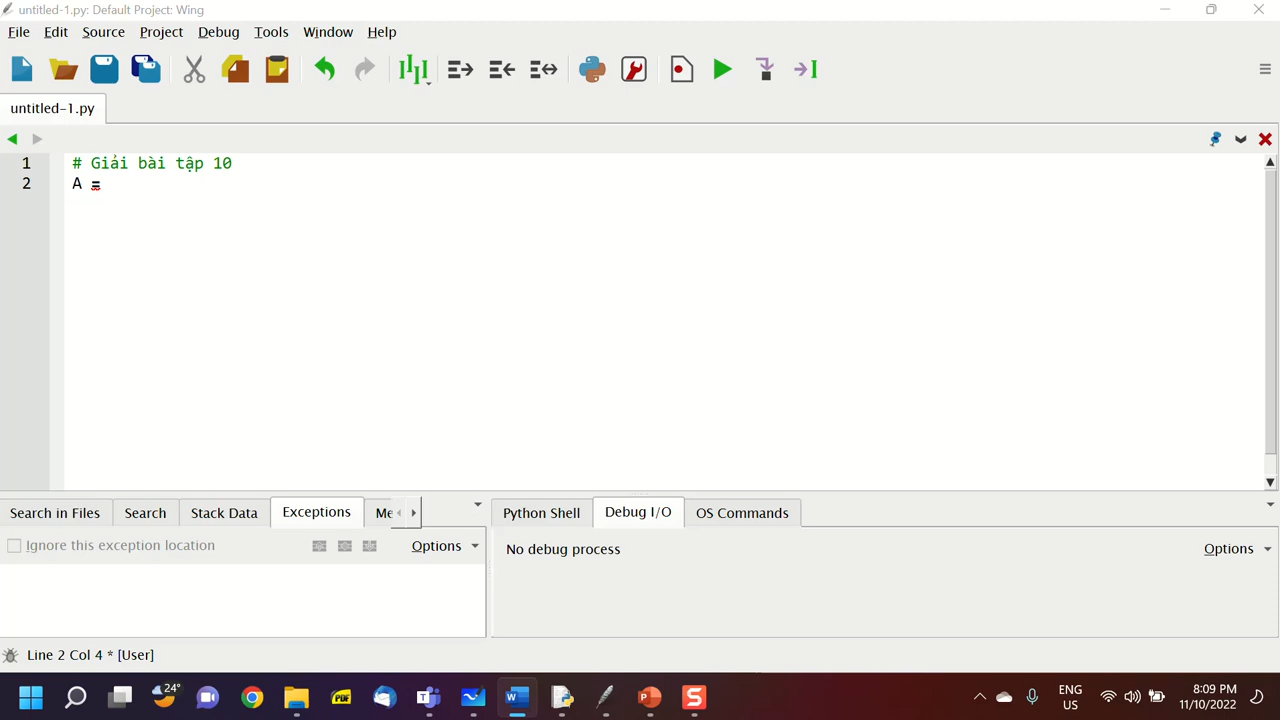 untitled-1.py: Default Project: Wing
File Edit Source Project Debug Tools Window Help
untitled-1.py
1 # Giải bài tập 10
2 A =
Search in Files Search Stack Data Exceptions Me
Python Shell Debug I/O OS Commands
Ignore this exception location Options
No debug process Options
Line 2 Col 4 * [User]
24°
PDF
ENG
US
8:09 PM
11/10/2022